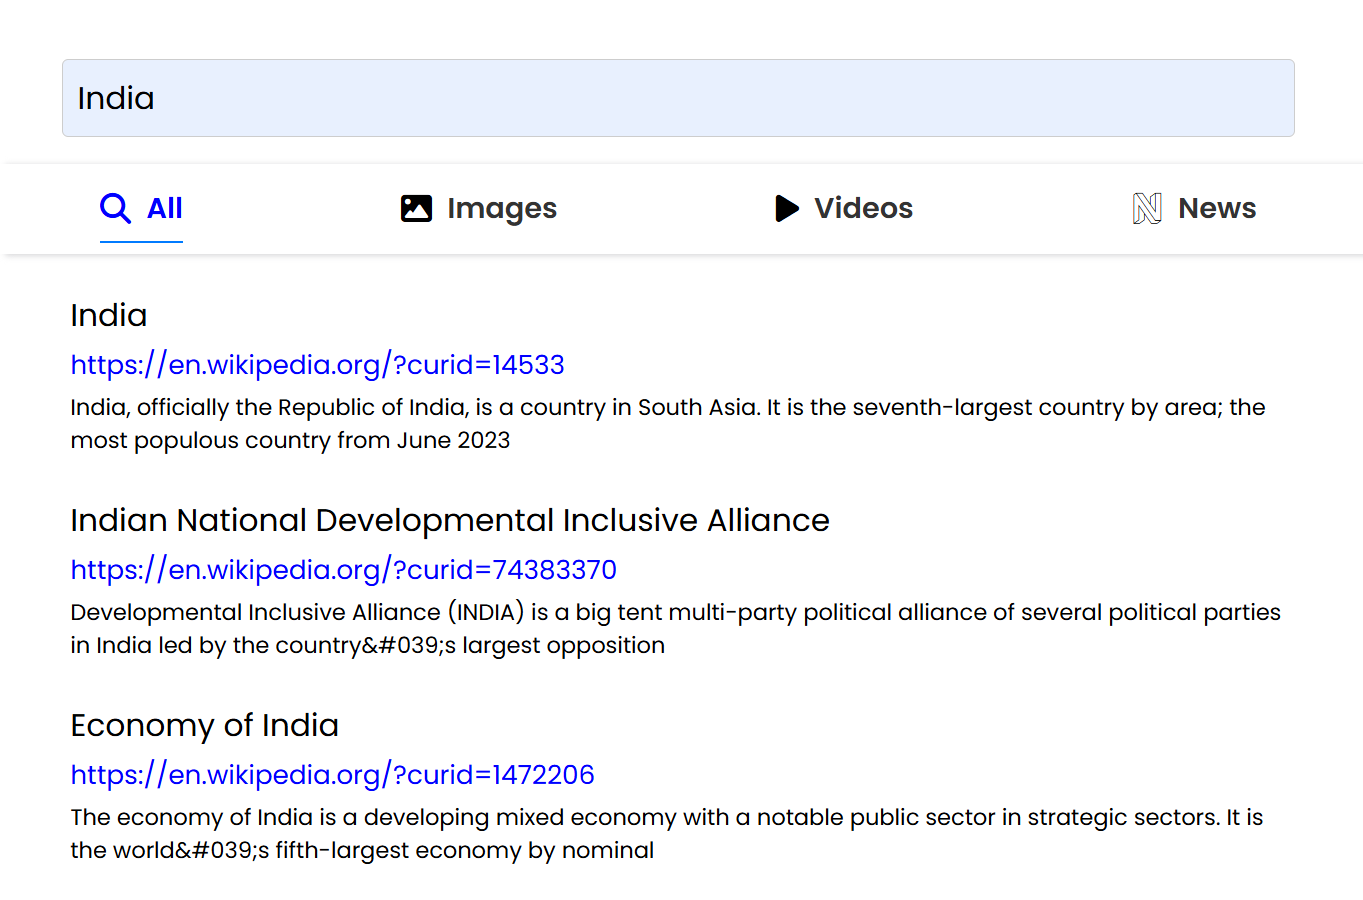 India
All
Images
Videos
News
India
https://en.wikipedia.org/?curid=14533
India, officially the Republic of India, is a country in South Asia. It is the seventh-largest country by area; the
most populous country from June 2023
Indian National Developmental Inclusive Alliance
https://en.wikipedia.org/?curid=74383370
Developmental Inclusive Alliance (INDIA) is a big tent multi-party political alliance of several political parties
in India led by the country&#039;s largest opposition
Economy of India
https://en.wikipedia.org/?curid=1472206
The economy of India is a developing mixed economy with a notable public sector in strategic sectors. It is
the world&#039;s fifth-largest economy by nominal